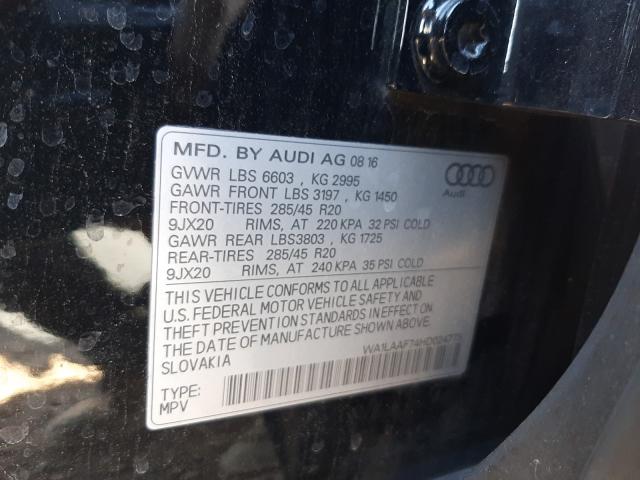 MFD. BY AUDI AG 08 16
GVWR LBS 6603 , KG 2995
GAWR FRONT LBS 3197 , KG 1450
FRONT-TIRES 285/45 R20
9JX20 RIMS, AT 220 KPA 32 PSI COLD
GAWR REAR LBS3803 , KG 1725
REAR-TIRES 285/45 R20
9JX20 RIMS, AT 240 KPA 35 PSI COLD
Audi
THIS VEHICLE CONFORMS TO ALL APPLICABLE
U.S. FEDERAL MOTOR VEHICLE SAFETY AND
THEFT PREVENTION STANDARDS IN EFFECT ON
THE DATE OF MANUFACTURE SHOWN ABOVE
SLOVAKIA
TYPE:
MPV